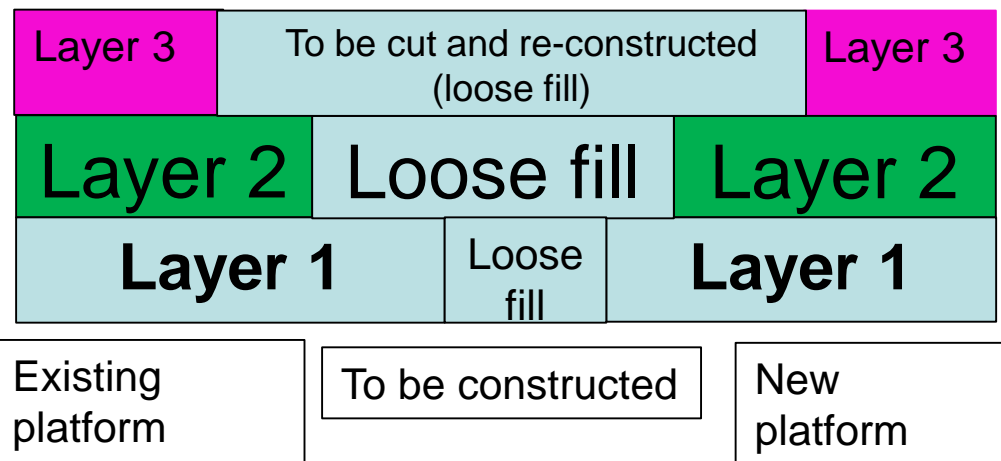 Layer 3
To be cut and re-constructed
(loose fill)
Layer 3
Layer 2
Loose fill
Layer 2
Layer 1
Loose
fill
Layer 1
Existing
platform
To be constructed
New
platform